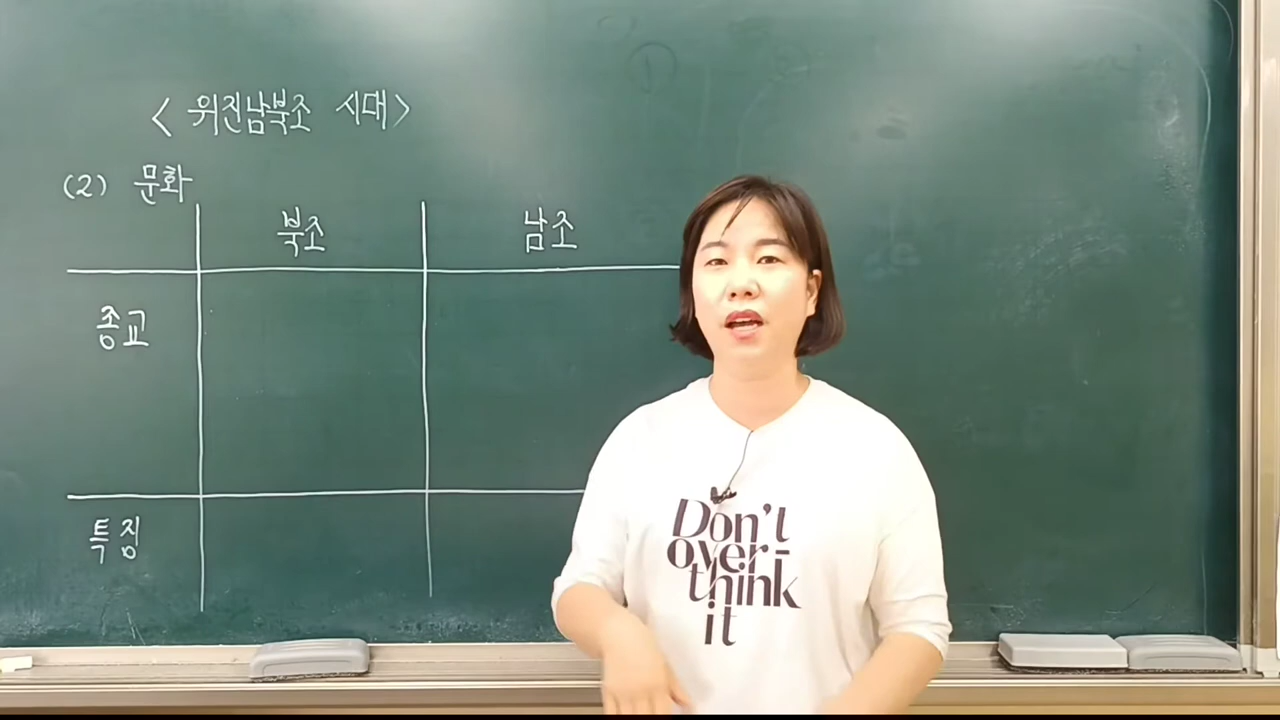 < 위진남북조 시대>
(2) 문화
북조 남조
종교
특징
Don't
over-
think
it